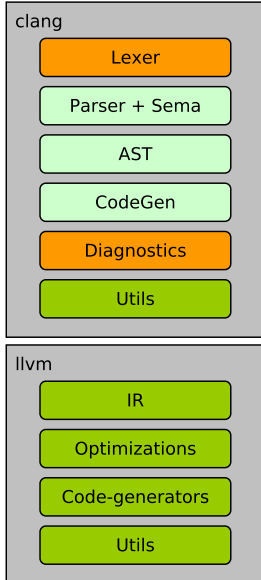 clang
Lexer
Parser + Sema
AST
CodeGen
Diagnostics
Utils
llvm
IR
Optimizations
Code-generators
Utils